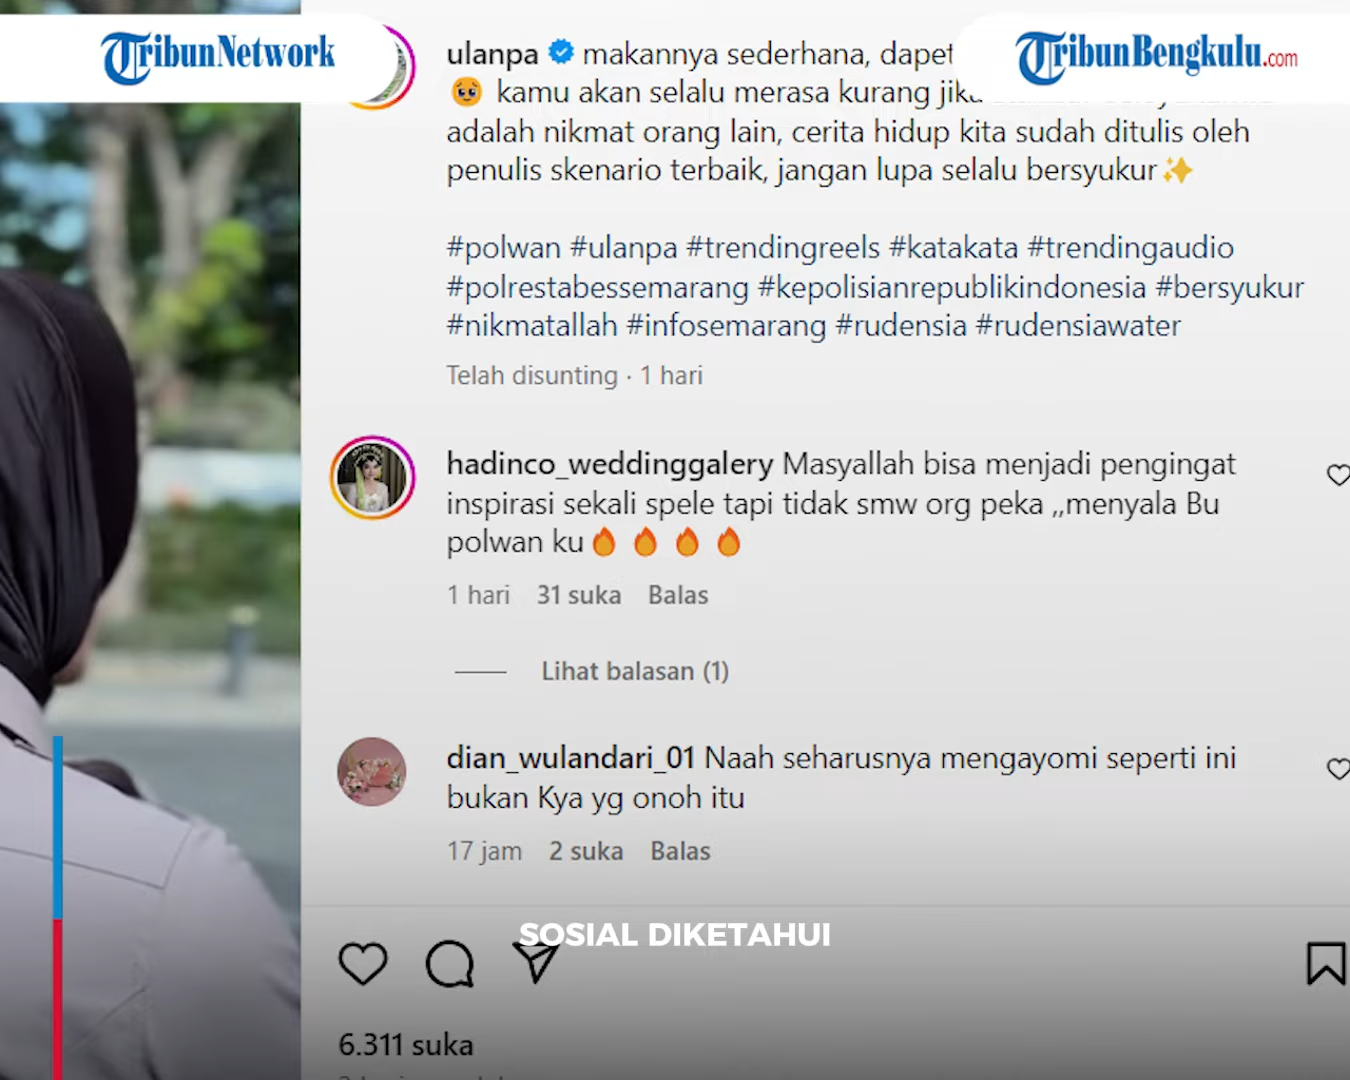 TribunNetwork
TribunBengkulu.com
ulanpa makannya sederhana, dapet
🥹 kamu akan selalu merasa kurang jika
adalah nikmat orang lain, cerita hidup kita sudah ditulis oleh
penulis skenario terbaik, jangan lupa selalu bersyukur✨
#polwan #ulanpa #trendingreels #katakata #trendingaudio
#polrestabessemarang #kepolisianrepublikindonesia #bersyukur
#nikmatallah #infosemarang #rudensia #rudensiawater
Telah disunting · 1 hari
hadinco_weddinggalery Masyallah bisa menjadi pengingat
inspirasi sekali spele tapi tidak smw org peka ,,menyala Bu
polwan ku🔥 🔥 🔥 🔥
1 hari 31 suka Balas
Lihat balasan (1)
dian_wulandari_01 Naah seharusnya mengayomi seperti ini
bukan Kya yg onoh itu
17 jam 2 suka Balas
SOSIAL DIKETAHUI
6.311 suka